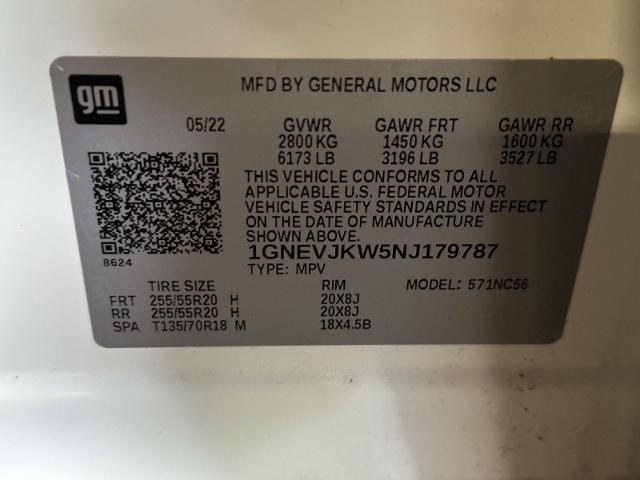 gm
MFD BY GENERAL MOTORS LLC
05/22 GVWR GAWR FRT GAWR RR
2800 KG 1450 KG 1600 KG
6173 LB 3196 LB 3527 LB
THIS VEHICLE CONFORMS TO ALL
APPLICABLE U.S. FEDERAL MOTOR
VEHICLE SAFETY STANDARDS IN EFFECT
ON THE DATE OF MANUFACTURE
SHOWN ABOVE.
8624
1GNEVJKW5NJ179787
TYPE: MPV
TIRE SIZE RIM MODEL: 571NC56
FRT 255/55R20 H 20X8J
RR 255/55R20 H 20X8J
SPA T135/70R18 M 18X4.5B